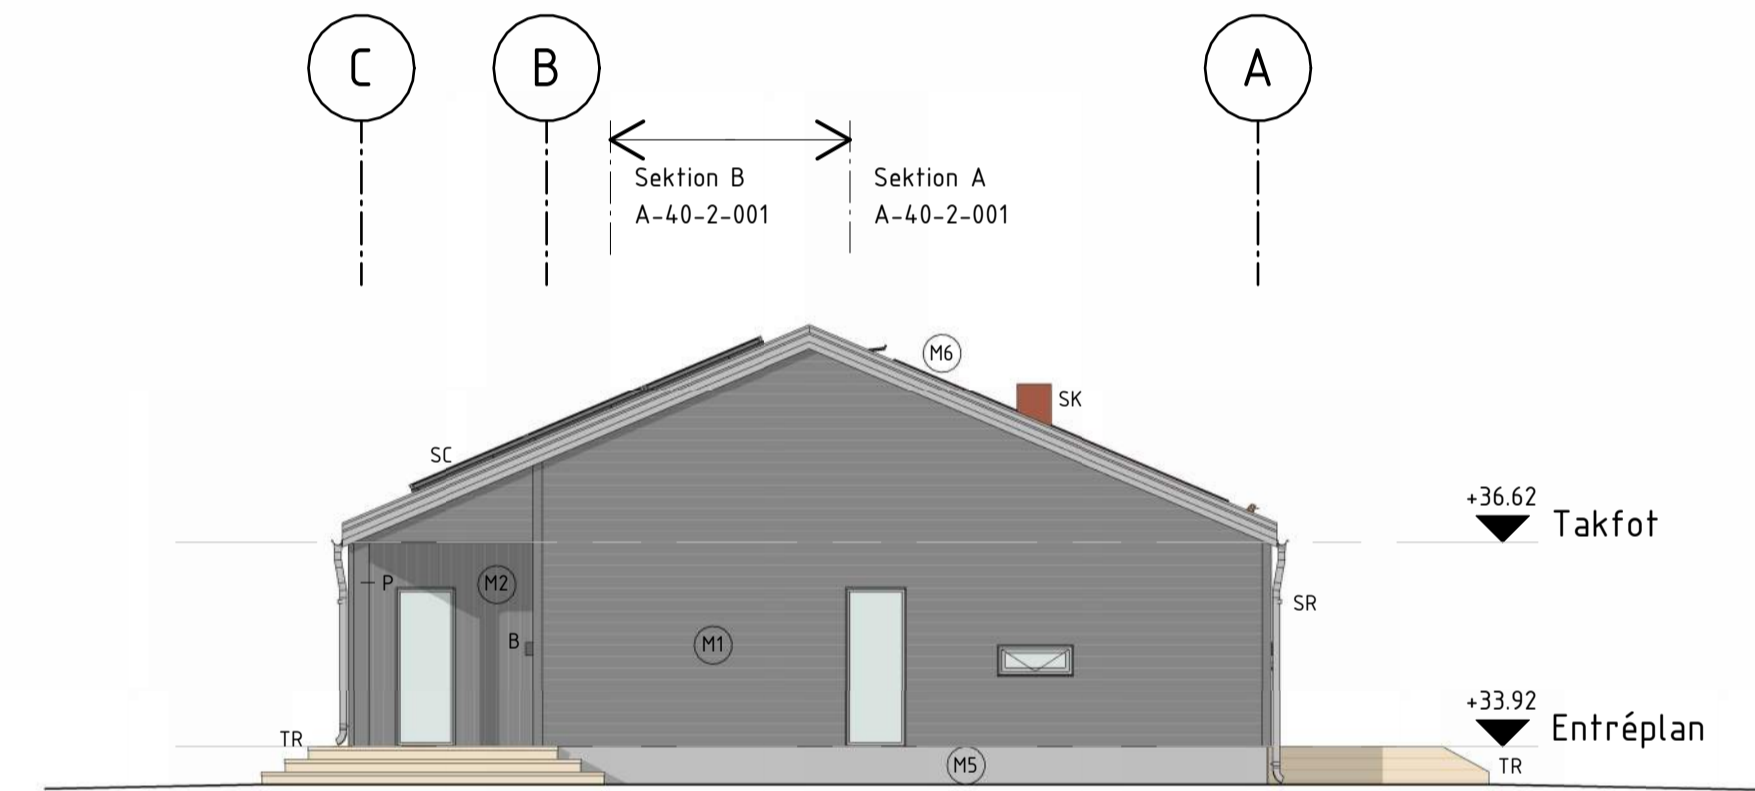 C
B
A
Sektion B
A-40-2-001
Sektion A
A-40-2-001
M6
SK
SC
+36.62
Takfot
P
M2
SR
B
M1
+33.92
Entréplan
TR
M5
TR